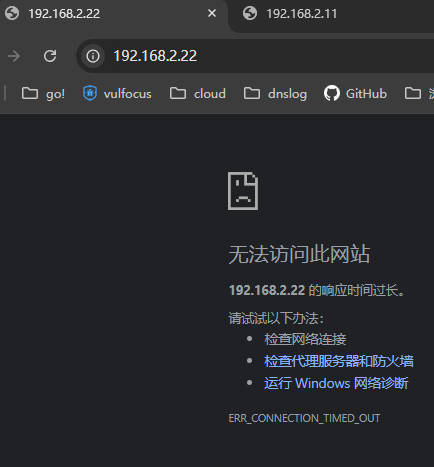 192.168.2.22
192.168.2.11
192.168.2.22
go! vulfocus cloud dnslog GitHub
无法访问此网站
192.168.2.22 的响应时间过长。
请试试以下办法：
检查网络连接
检查代理服务器和防火墙
运行 Windows 网络诊断
ERR_CONNECTION_TIMED_OUT